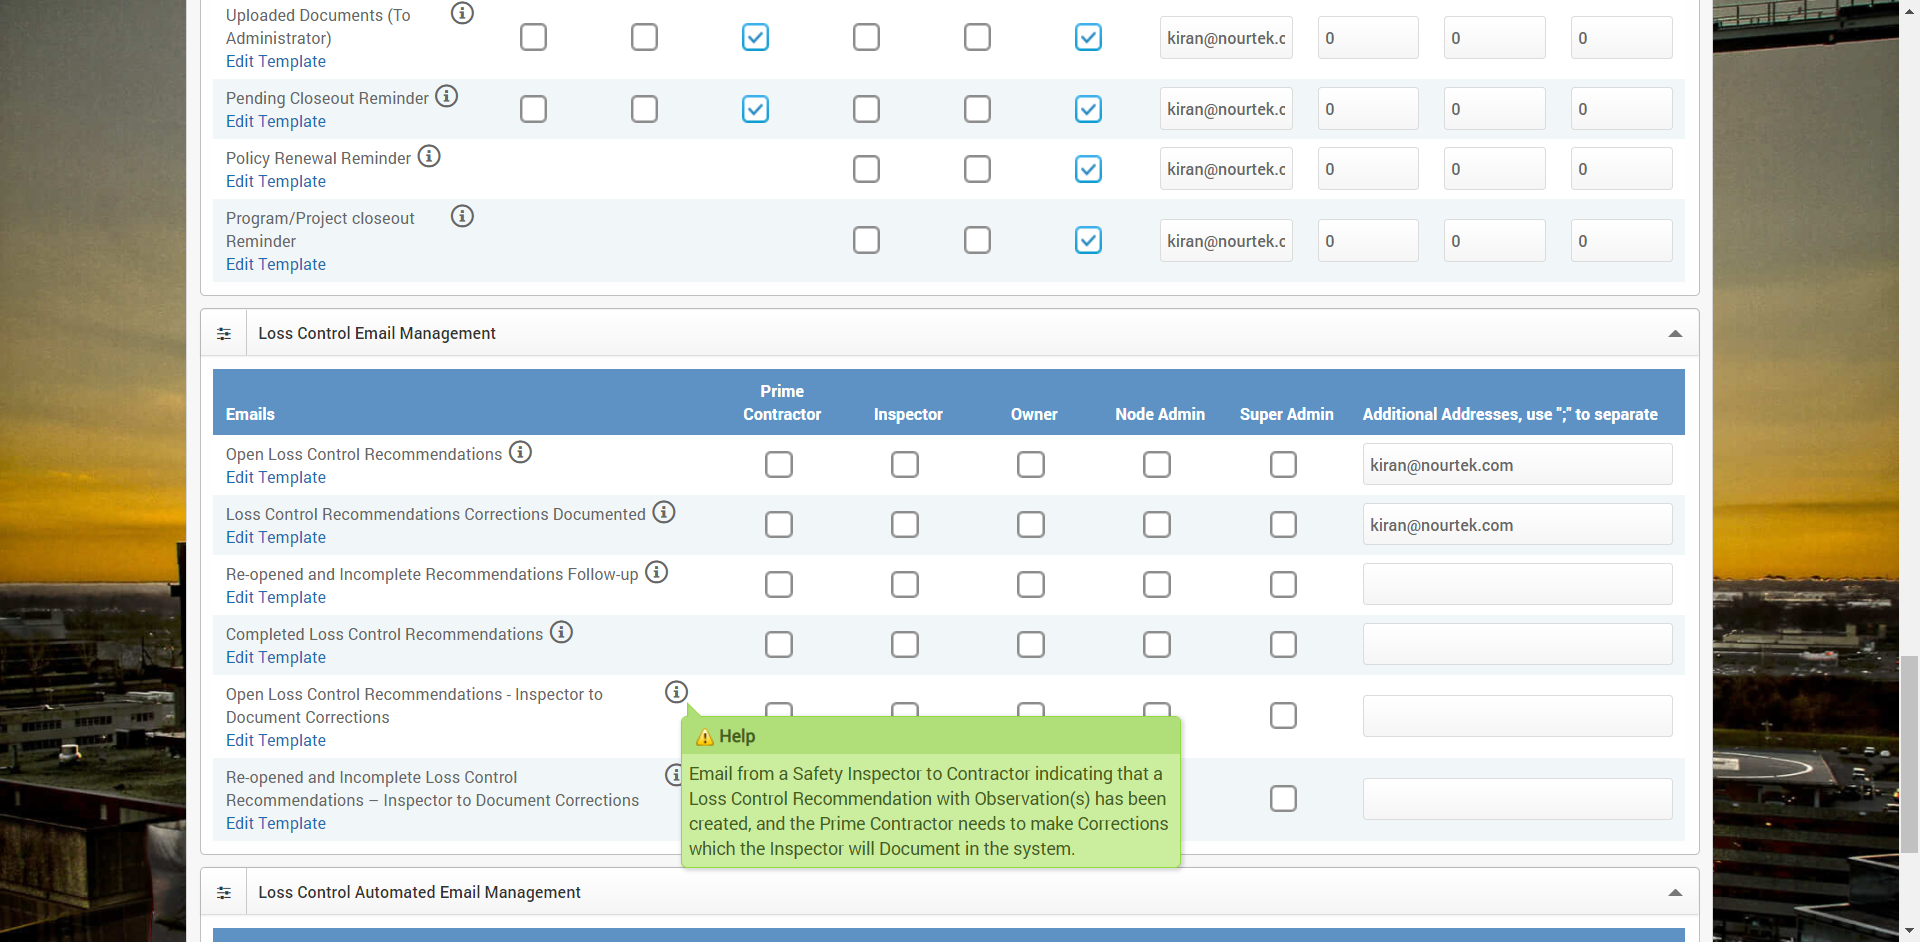 Uploaded Documents (To
Administrator)
Edit Template
kiran@nourtek.c 0 0 0
Pending Closeout Reminder
Edit Template
kiran@nourtek.c 0 0 0
Policy Renewal Reminder
Edit Template
kiran@nourtek.c 0 0 0
Program/Project closeout
Reminder
Edit Template
kiran@nourtek.c 0 0 0
Loss Control Email Management
Emails Prime Contractor Inspector Owner Node Admin Super Admin Additional Addresses, use ";" to separate
Open Loss Control Recommendations
Edit Template
kiran@nourtek.com
Loss Control Recommendations Corrections Documented
Edit Template
kiran@nourtek.com
Re-opened and Incomplete Recommendations Follow-up
Edit Template
Completed Loss Control Recommendations
Edit Template
Open Loss Control Recommendations - Inspector to
Document Corrections
Edit Template
Help
Email from a Safety Inspector to Contractor indicating that a
Loss Control Recommendation with Observation(s) has been
created, and the Prime Contractor needs to make Corrections
which the Inspector will Document in the system.
Re-opened and Incomplete Loss Control
Recommendations – Inspector to Document Corrections
Edit Template
Loss Control Automated Email Management